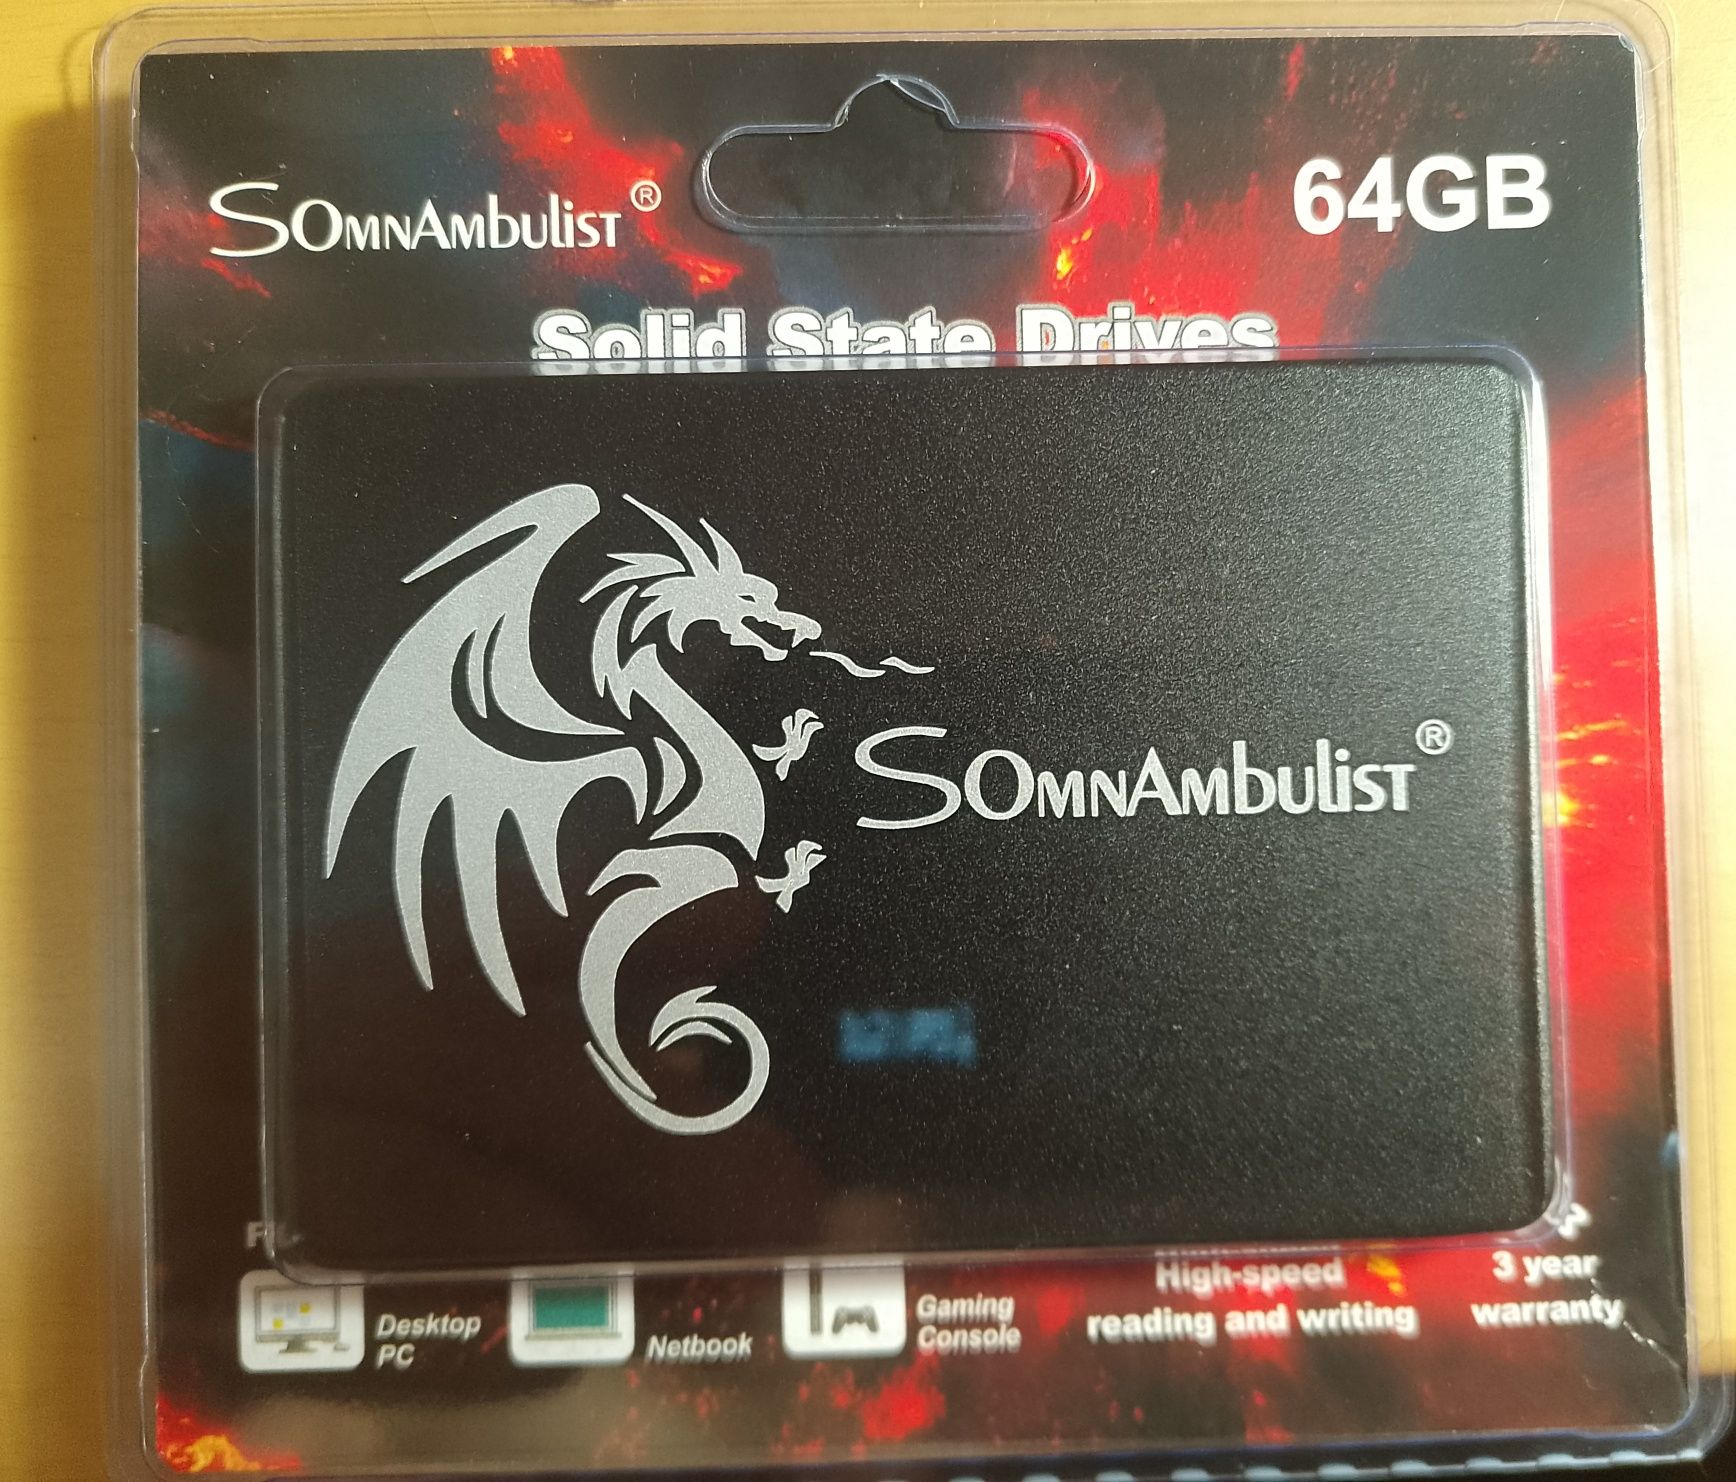 SOMNAMBULIST®
64GB
Solid State Drives
SOMNAMBULIST®
Desktop
PC
Netbook
Gaming
Console
High-speed
reading and writing
3 year
warranty